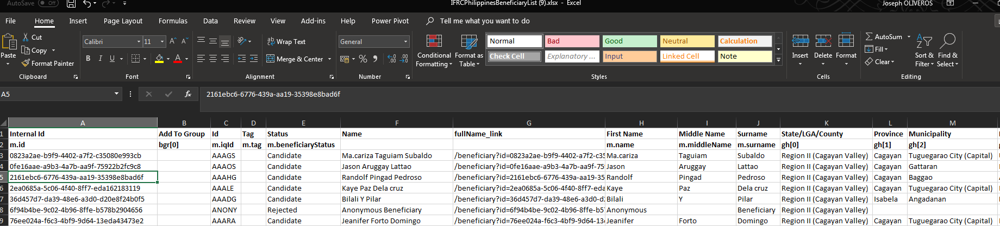 AutoSave Off IFRCPhilippinesBeneficiaryList (9).xlsx - Excel Joseph OLIVEROS
File Home Insert Page Layout Formulas Data Review View Add-ins Help Power Pivot Tell me what you want to do
Paste Cut Copy Format Painter Clipboard
Calibri 11 B I U A Font
Wrap Text Merge & Center Alignment
General % Number
Conditional Formatting Format as Table
Normal Bad Good Neutral Calculation
Check Cell Explanatory ... Input Linked Cell Note
Styles
Insert Delete Format Cells
AutoSum Fill Clear Sort & Filter Find & Select Editing
A5 fx 2161ebc6-6776-439a-aa19-35398e8bad6f
A B C D E F G H I J K L M
1 Internal Id Add To Group Id Tag Status Name fullName_link First Name Middle Name Surname State/LGA/County Province Municipality
2 m.id bgr[0] m.iqId m.tag m.beneficiaryStatus m.name m.middleName m.surname gh[0] gh[1] gh[2]
3 0823a2ae-b9f9-4402-a7f2-c35080e993cb AAAGS Candidate Ma.cariza Taguiam Subaldo /beneficiary?id=0823a2ae-b9f9-4402-a7f2-c35 Ma.cariza Taguiam Subaldo Region II (Cagayan Valley) Cagayan Tuguegarao City (Capital)
4 0fe16aae-a9b3-4a7b-aa9f-75922b2fc9c8 AAAOS Candidate Jason Aruggay Lattao /beneficiary?id=0fe16aae-a9b3-4a7b-aa9f-75 Jason Aruggay Lattao Region II (Cagayan Valley) Cagayan Gattaran
5 2161ebc6-6776-439a-aa19-35398e8bad6f AAAHG Candidate Randolf Pingad Pedroso /beneficiary?id=2161ebc6-6776-439a-aa19-35 Randolf Pingad Pedroso Region II (Cagayan Valley) Cagayan Baggao
6 2ea0685a-5c06-4f40-8ff7-eda162183119 AAALE Candidate Kaye Paz Dela cruz /beneficiary?id=2ea0685a-5c06-4f40-8ff7-eda Kaye Paz Dela cruz Region II (Cagayan Valley) Cagayan Tuguegarao City (Capital)
7 36d457d7-da39-48e6-a3d0-d20e8f24b0f5 AAADG Candidate Bilali Y Pilar /beneficiary?id=36d457d7-da39-48e6-a3d0-d Bilali Y Pilar Region II (Cagayan Valley) Isabela Angadanan
8 6f94b4be-9c02-4b96-8ffe-b578b2904656 ANONY Rejected Anonymous Beneficiary /beneficiary?id=6f94b4be-9c02-4b96-8ffe-b5 Anonymous Beneficiary Region II (Cagayan Valley)
9 76ee024a-f6c3-4bf9-9d64-13eda43473e2 AAARA Candidate Jeanifer Forto Domingo /beneficiary?id=76ee024a-f6c3-4bf9-9d64-13 Jeanifer Forto Domingo Region II (Cagayan Valley) Cagayan Tuguegarao City (Capital)